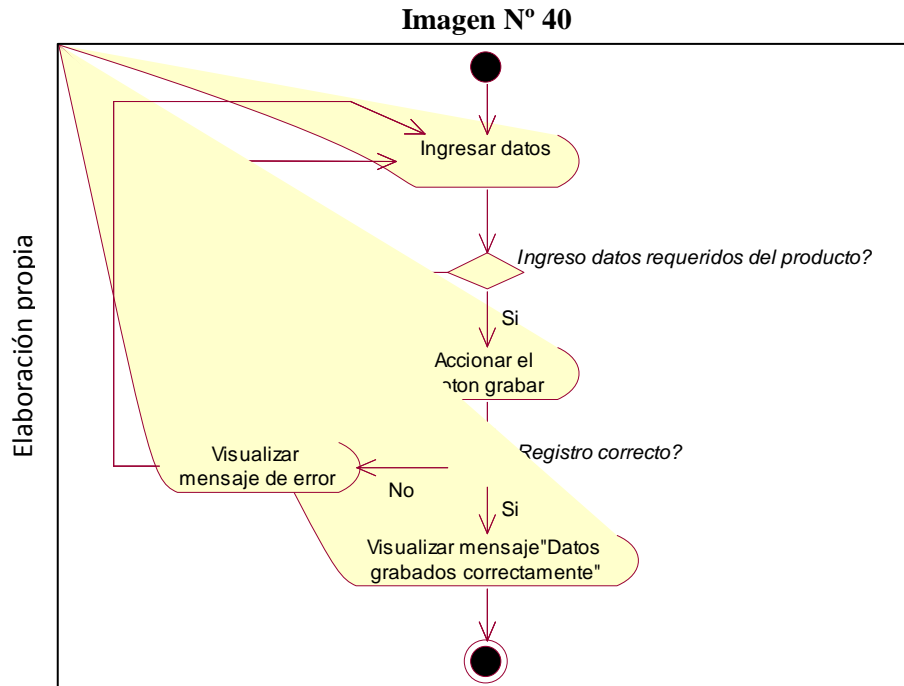 Imagen Nº 40
Elaboración propia
Ingresar datos
Ingreso datos requeridos del producto?
Si
Accionar el
grabar
Registro correcto?
Visualizar
mensaje de error
No
Si
Visualizar mensaje"Datos
grabados correctamente"